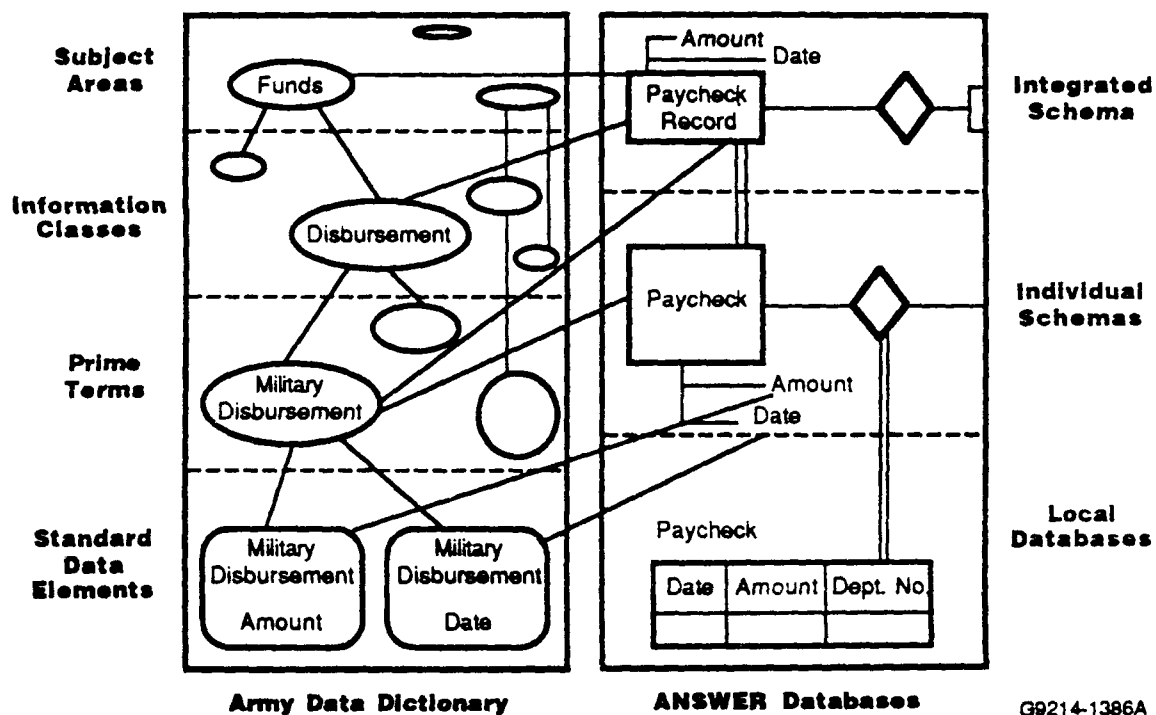 Subject
Areas
Information
Classes
Prime
Terms
Standard
Data
Elements
Funds
Disbursement
Military
Disbursement
Military
Disbursement
Amount
Military
Disbursement
Date
Army Data Dictionary
Amount
Date
Paycheck
Record
Paycheck
Amount
Date
Paycheck
Date Amount Dept. No.
ANSWER Databases
Integrated
Schema
Individual
Schemas
Local
Databases
G9214-1386A